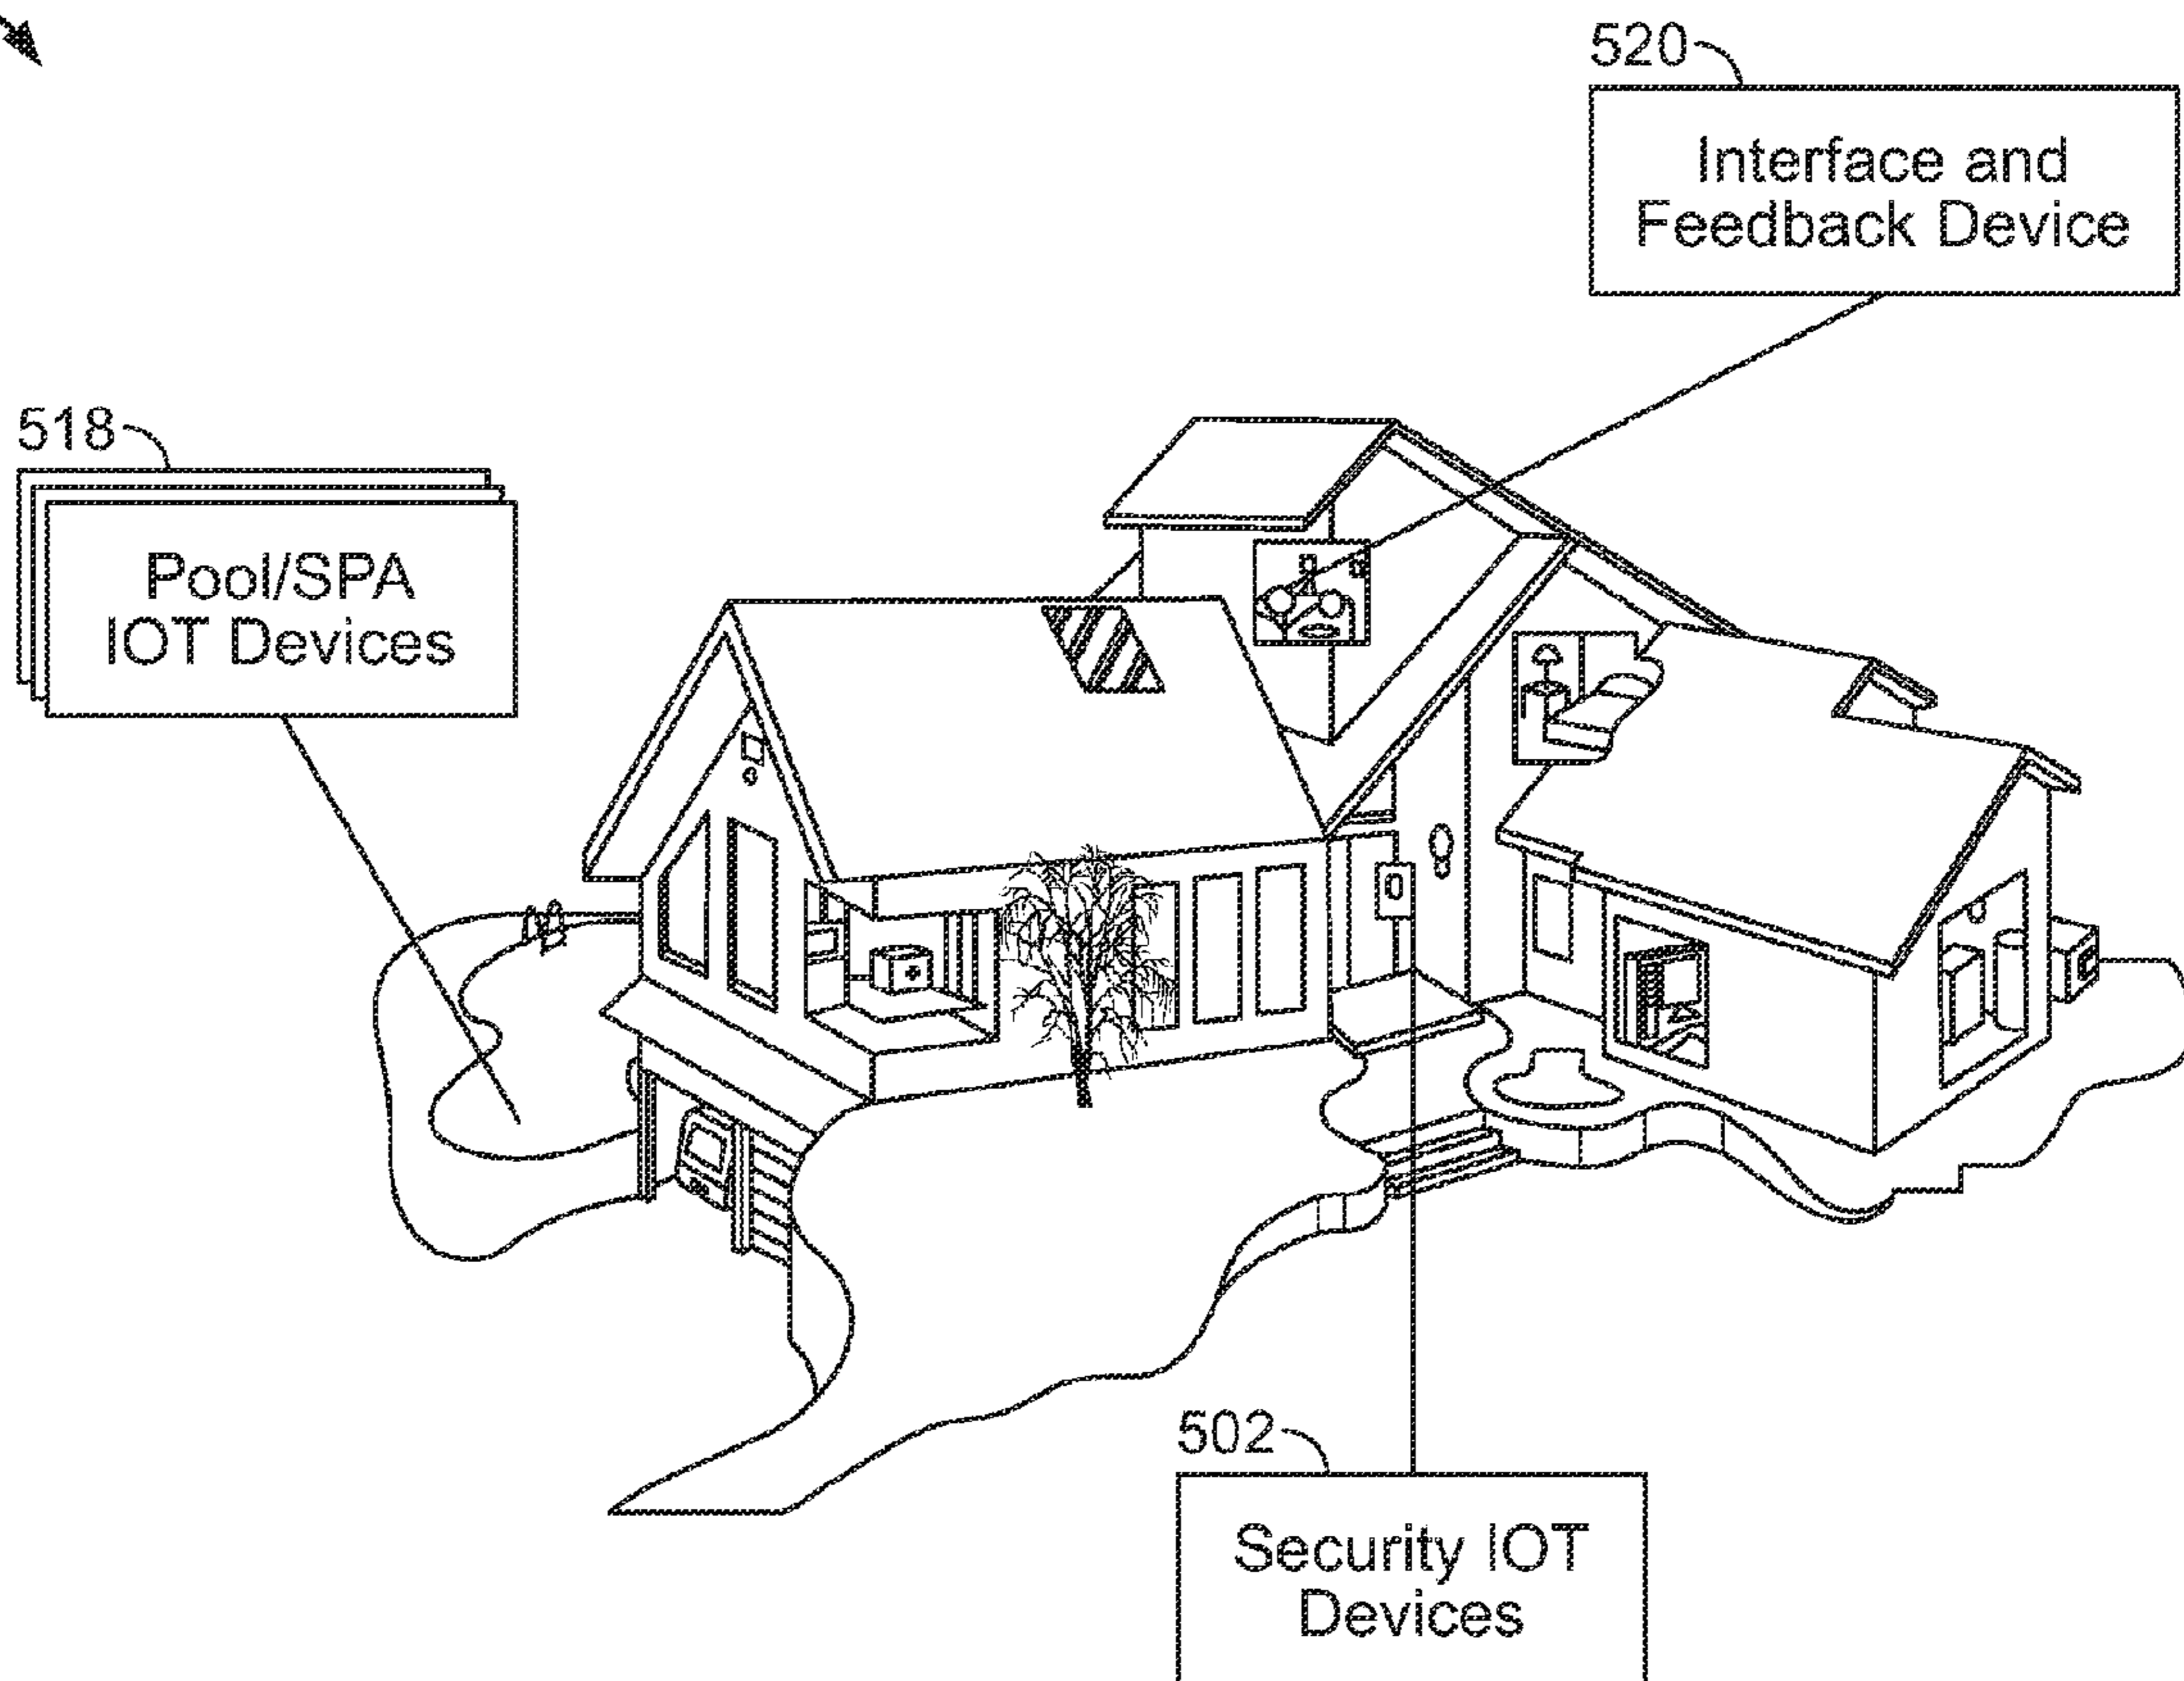 520
Interface and
Feedback Device
518
Pool/SPA
IOT Devices
502
Security IOT
Devices